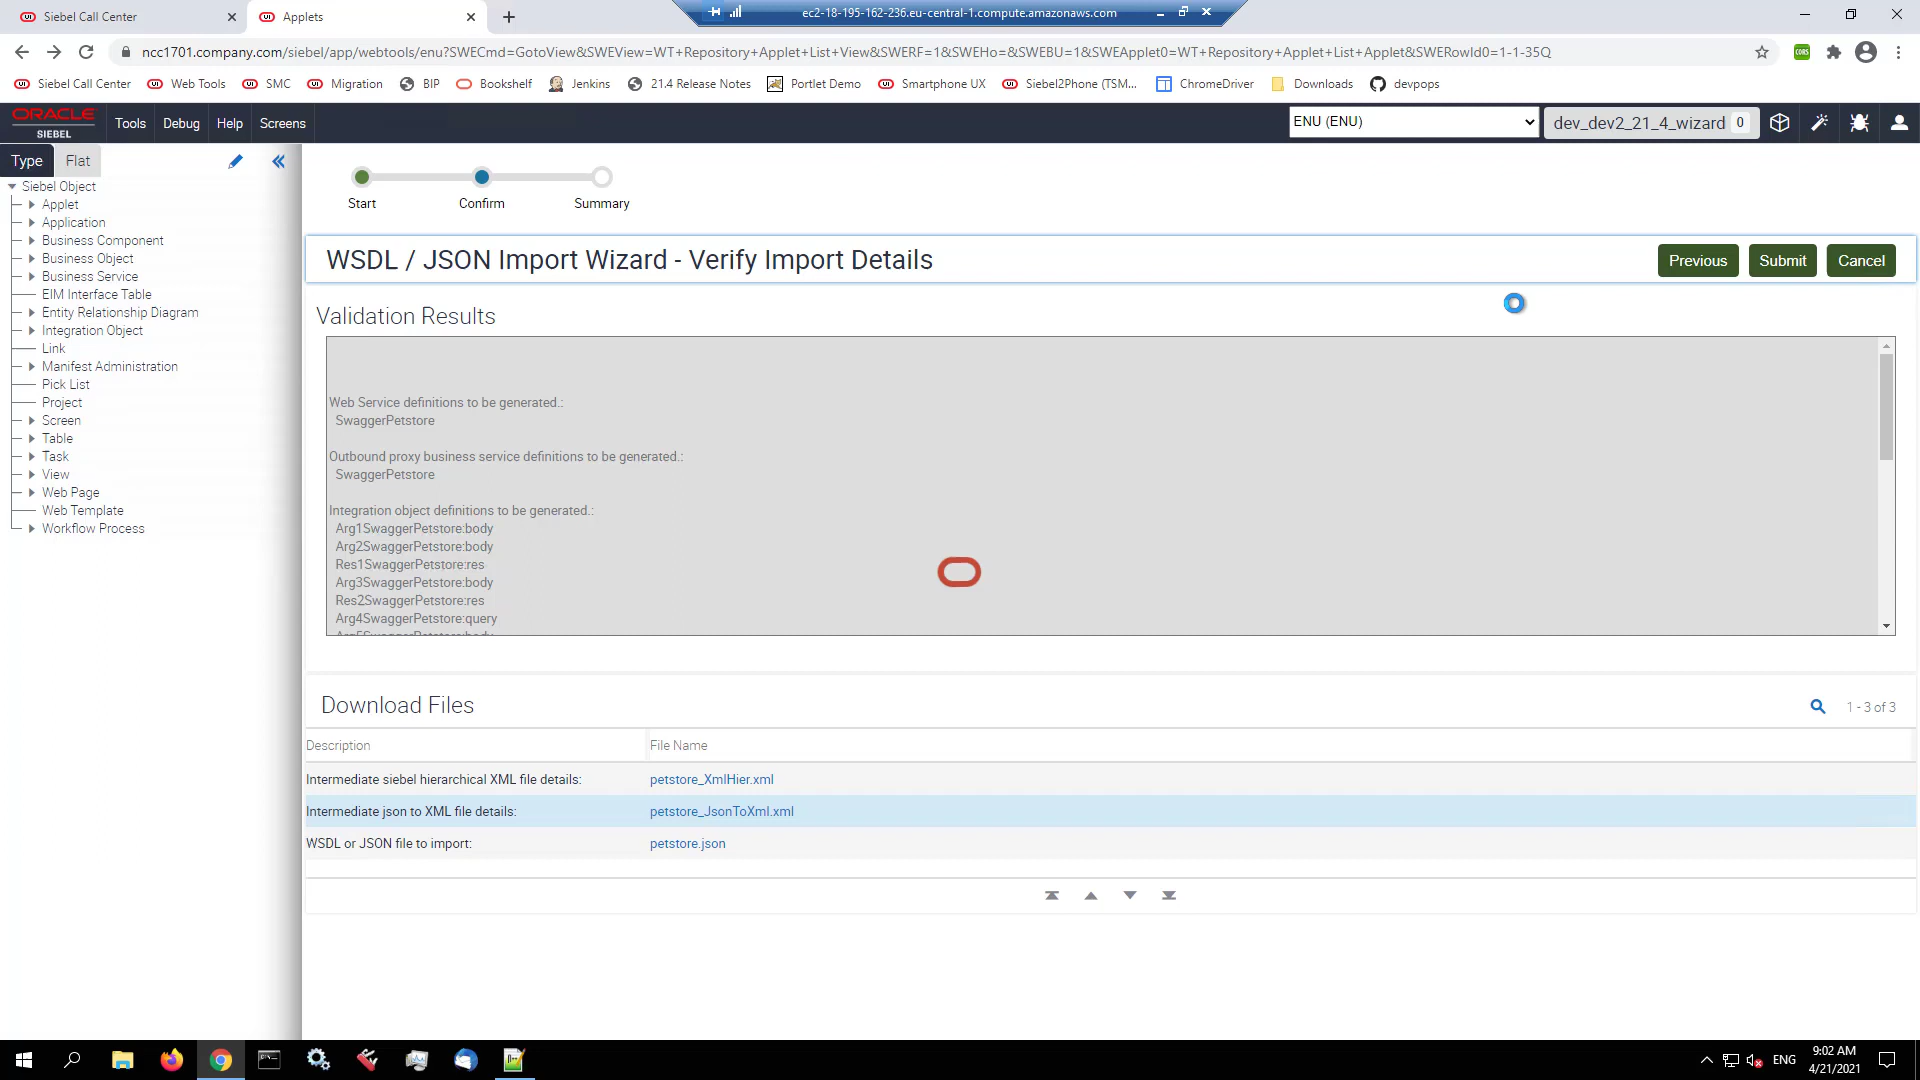 Siebel Call Center
Applets
ec2-18-195-162-236.eu-central-1.compute.amazonaws.com
ncc1701.company.com/siebel/app/webtools/enu?SWECmd=GotoView&SWEView=WT+Repository+Applet+List+View&SWERF=1&SWEHo=&SWEBU=1&SWEApplet0=WT+Repository+Applet+List+Applet&SWERowId0=1-1-35Q
CORS
Siebel Call Center Web Tools SMC Migration BIP Bookshelf Jenkins 21.4 Release Notes Portlet Demo Smartphone UX Siebel2Phone (TSM... ChromeDriver Downloads devpops
ORACLE
SIEBEL
Tools Debug Help Screens
ENU (ENU)
dev_dev2_21_4_wizard 0
Type Flat
Siebel Object
Applet
Application
Business Component
Business Object
Business Service
EIM Interface Table
Entity Relationship Diagram
Integration Object
Link
Manifest Administration
Pick List
Project
Screen
Table
Task
View
Web Page
Web Template
Workflow Process
Start Confirm Summary
WSDL / JSON Import Wizard - Verify Import Details
Previous Submit Cancel
Validation Results
Web Service definitions to be generated.:
SwaggerPetstore
Outbound proxy business service definitions to be generated.:
SwaggerPetstore
Integration object definitions to be generated.:
Arg1SwaggerPetstore:body
Arg2SwaggerPetstore:body
Res1SwaggerPetstore:res
Arg3SwaggerPetstore:body
Res2SwaggerPetstore:res
Arg4SwaggerPetstore:query
Arg5SwaggerPetstore:body
Download Files
1 - 3 of 3
Description File Name
Intermediate siebel hierarchical XML file details: petstore_XmlHier.xml
Intermediate json to XML file details: petstore_JsonToXml.xml
WSDL or JSON file to import: petstore.json
ENG
9:02 AM
4/21/2021